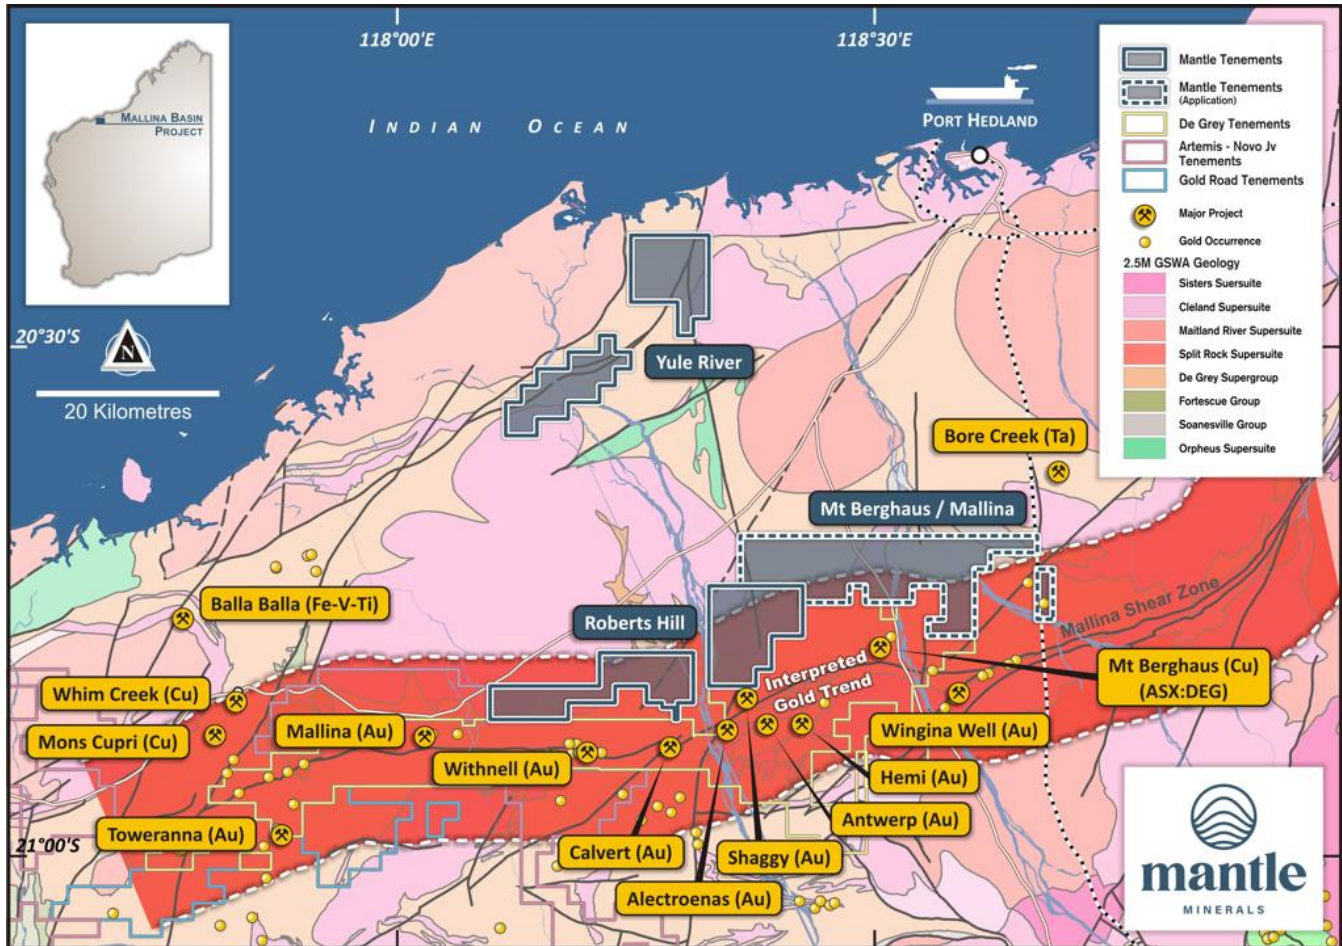 118°00'E
118°30'E
MALLINA BASIN
PROJECT
INDIAN OCEAN
PORT HEDLAND
Mantle Tenements
Mantle Tenements
(Application)
De Grey Tenements
Artemis - Novo Jv
Tenements
Gold Road Tenements
Major Project
Gold Occurrence
2.5M GSWA Geology
Sisters Suersuite
Cleland Supersuite
Maitland River Supersuite
Split Rock Supersuite
De Grey Supergroup
Fortescue Group
Soanesville Group
Orpheus Supersuite
20°30'S
N
20 Kilometres
Yule River
Bore Creek (Ta)
Mt Berghaus / Mallina
Balla Balla (Fe-V-Ti)
Roberts Hill
Mallina Shear Zone
Interpreted
Gold Trend
Mt Berghaus (Cu)
(ASX:DEG)
Whim Creek (Cu)
Mons Cupri (Cu)
Mallina (Au)
Withnell (Au)
Wingina Well (Au)
Hemi (Au)
Antwerp (Au)
Toweranna (Au)
Calvert (Au)
Shaggy (Au)
Alectroenas (Au)
21°00'S
mantle
MINERALS